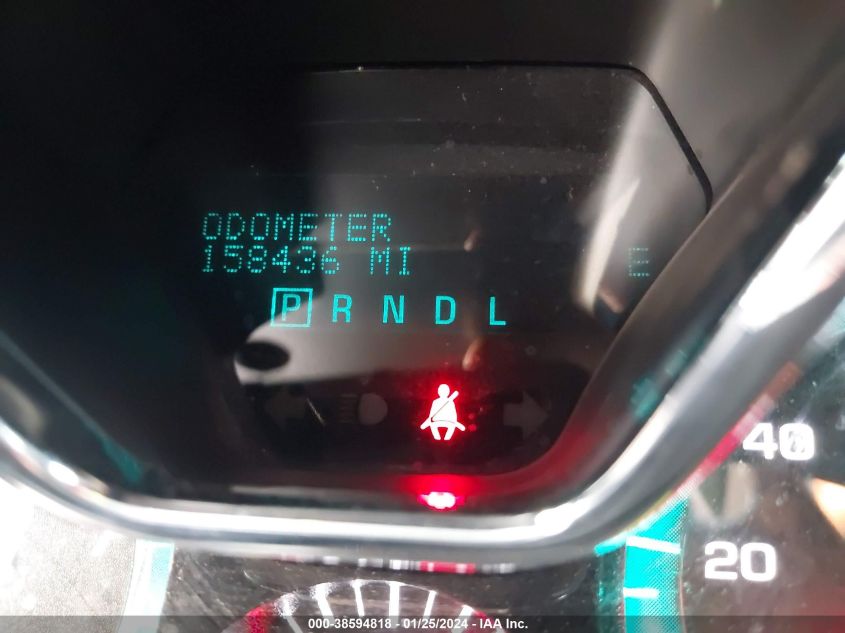 ODOMETER
158436 MI E
P R N D L
40
20
000-38594818 - 01/25/2024 - IAA Inc.